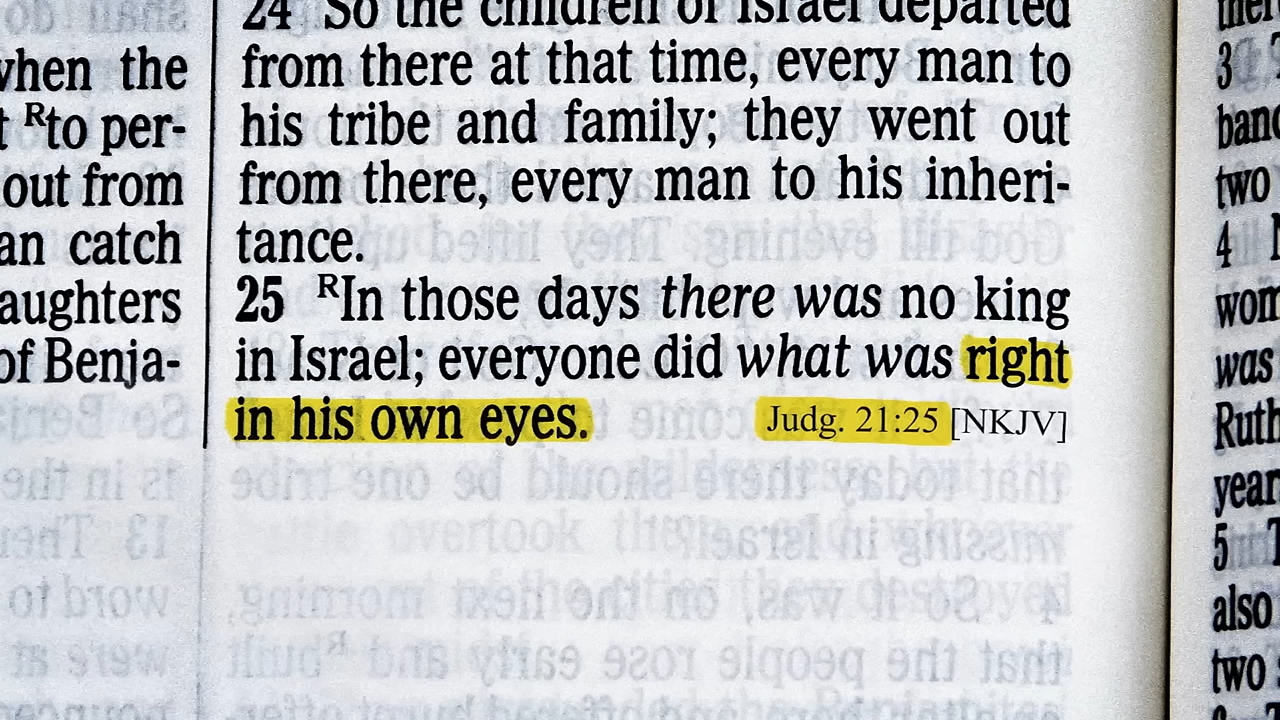 when the
to per-
out from
an catch
aughters
of Benja-
24 So the children of Israel departed
from there at that time, every man to
his tribe and family; they went out
from there, every man to his inheri-
tance.
25 ᴿIn those days there was no king
in Israel; everyone did what was right
in his own eyes. Judg. 21:25 [NKJV]
3
two
4
was
Ruth
year
5
also
two